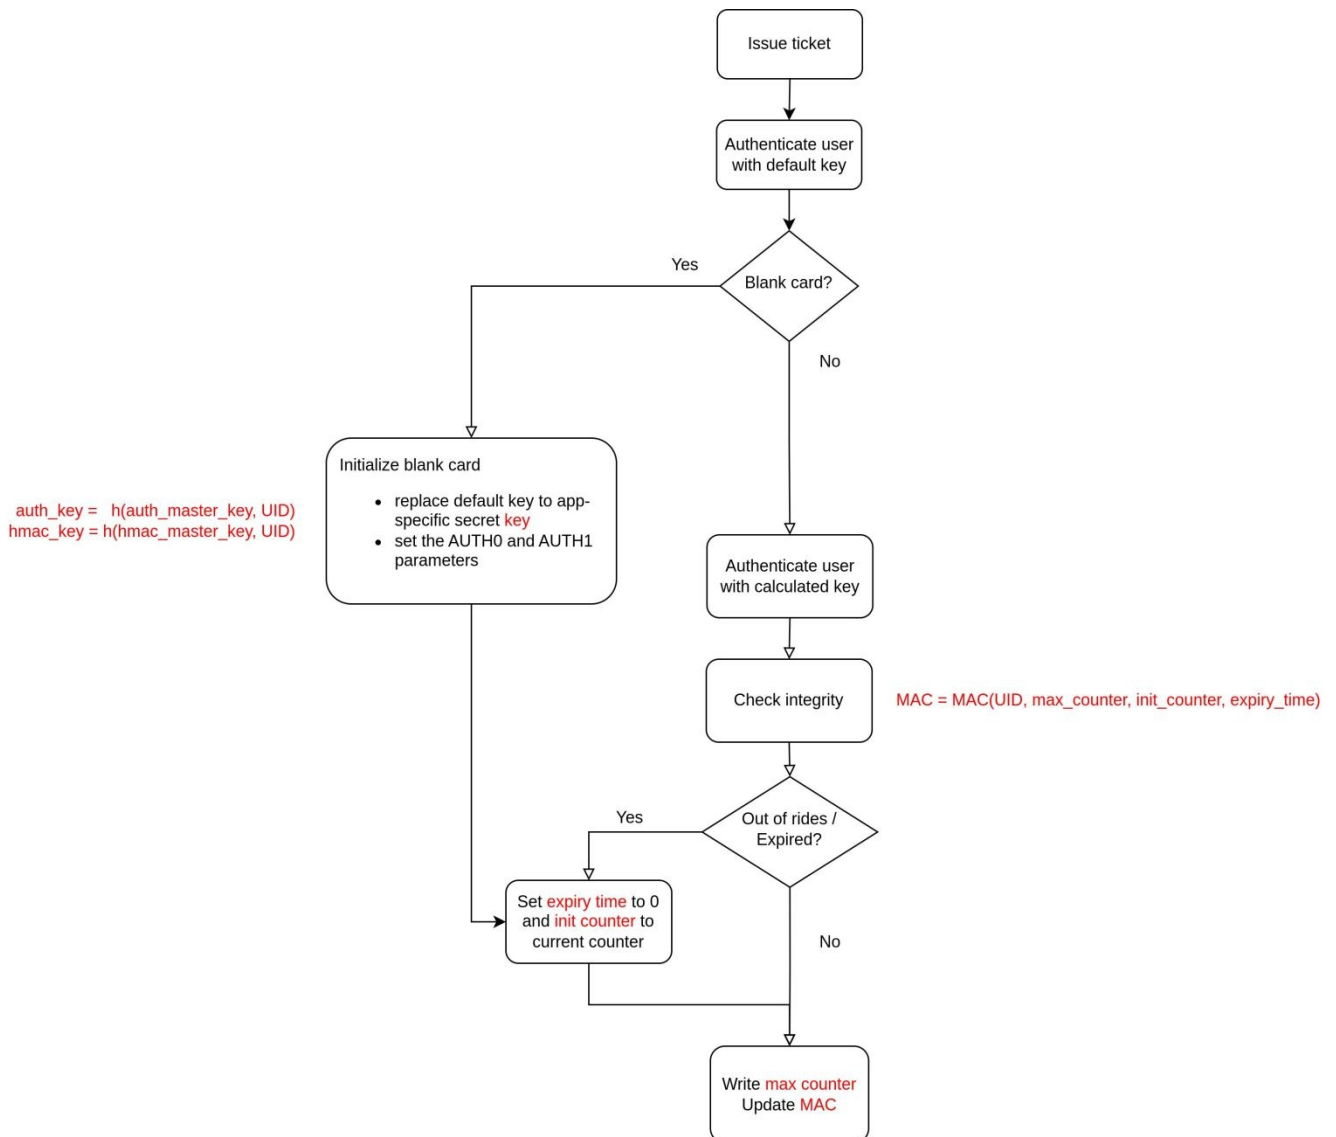 Issue ticket
Authenticate user
with default key
Yes
Blank card?
No
Initialize blank card
replace default key to app-
specific secret key
set the AUTH0 and AUTH1
parameters
auth_key =   h(auth_master_key, UID)
hmac_key = h(hmac_master_key, UID)
Authenticate user
with calculated key
Check integrity
MAC = MAC(UID, max_counter, init_counter, expiry_time)
Yes
Out of rides /
Expired?
Set expiry time to 0
and init counter to
current counter
No
Write max counter
Update MAC